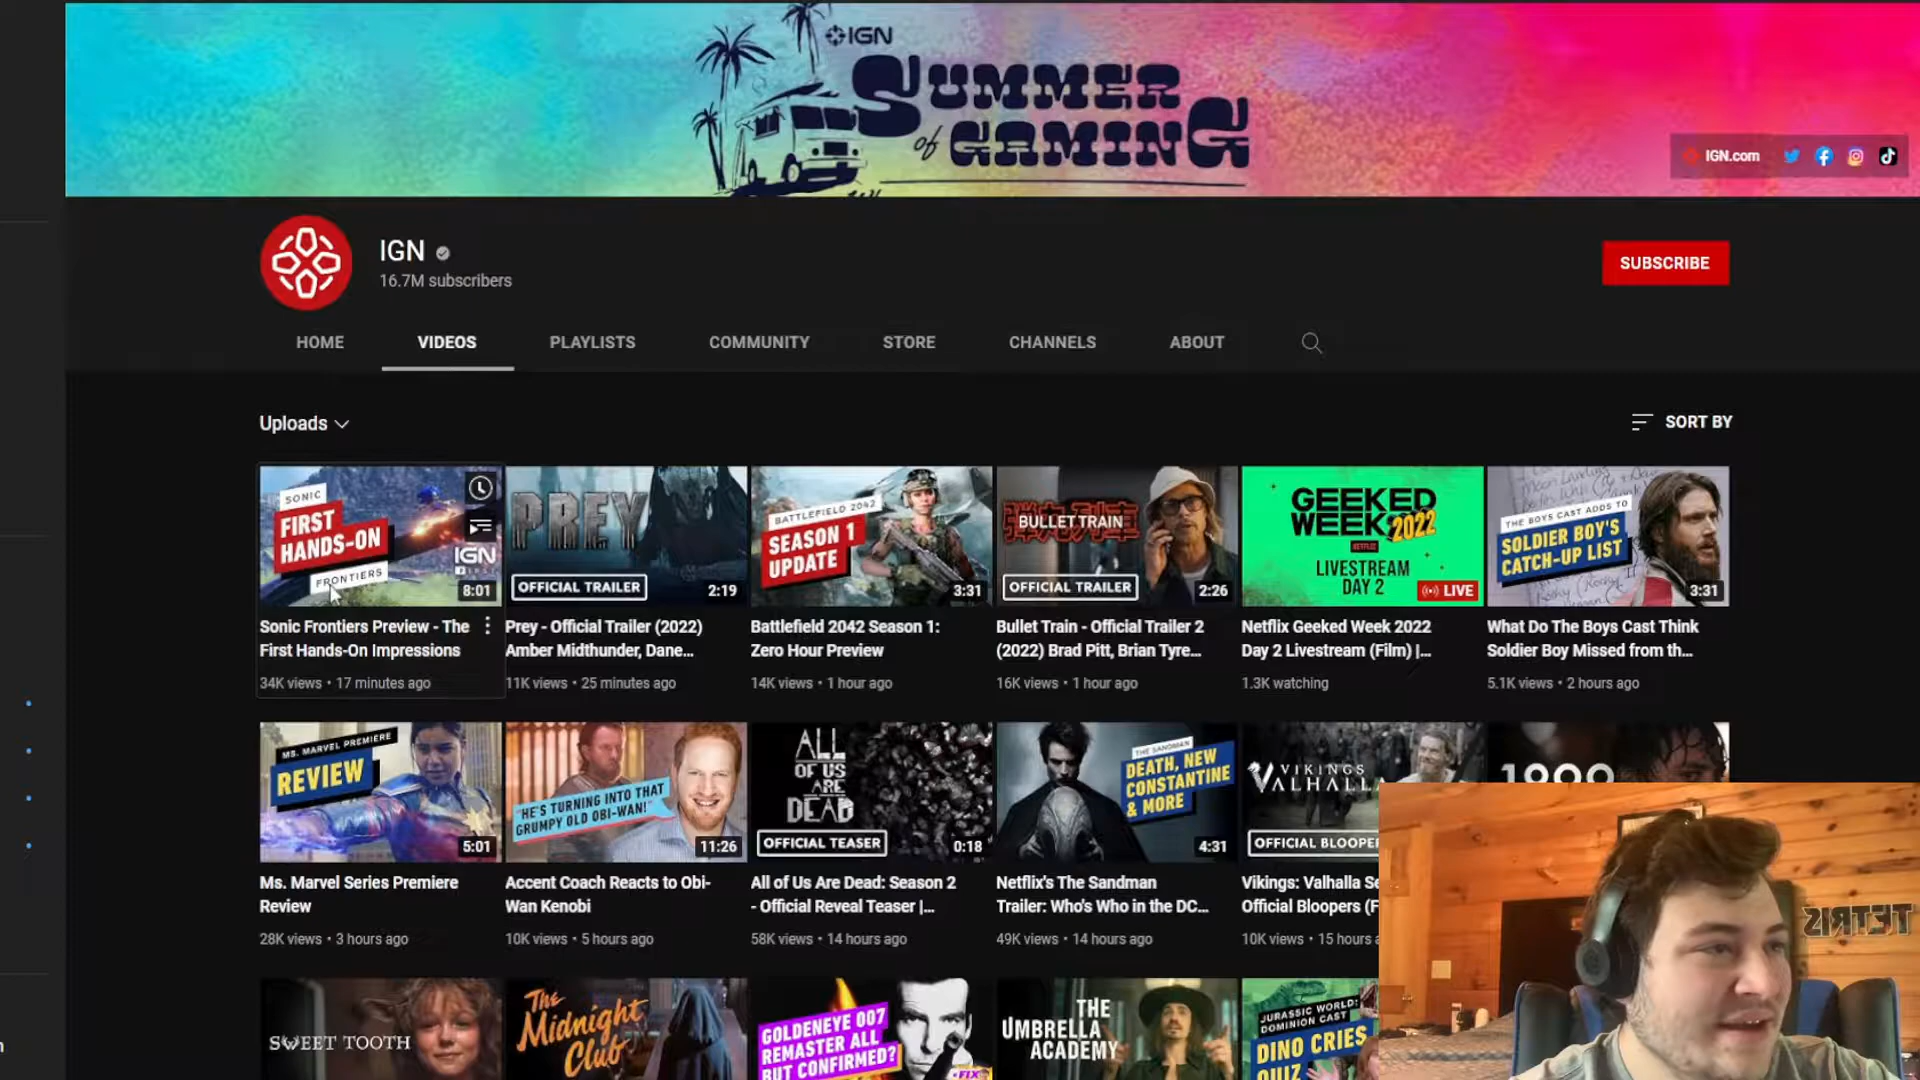 IGN
SUMMER
of GAMING
IGN.com
IGN
16.7M subscribers
SUBSCRIBE
HOME
VIDEOS
PLAYLISTS
COMMUNITY
STORE
CHANNELS
ABOUT
Uploads
SORT BY
SONIC
FIRST
HANDS-ON
FRONTIERS
IGN
8:01
PREY
OFFICIAL TRAILER
2:19
BATTLEFIELD 2042
SEASON 1
UPDATE
3:31
BULLET TRAIN
OFFICIAL TRAILER
2:26
GEEKED
WEEK
2022
NETFLIX
LIVESTREAM
DAY 2
LIVE
THE BOYS CAST ADDS TO
SOLDIER BOY'S
CATCH-UP LIST
3:31
Sonic Frontiers Preview - The
First Hands-On Impressions
34K views • 17 minutes ago
Prey - Official Trailer (2022)
Amber Midthunder, Dane...
11K views • 25 minutes ago
Battlefield 2042 Season 1:
Zero Hour Preview
14K views • 1 hour ago
Bullet Train - Official Trailer 2
(2022) Brad Pitt, Brian Tyre...
16K views • 1 hour ago
Netflix Geeked Week 2022
Day 2 Livestream (Film) |...
1.3K watching
What Do The Boys Cast Think
Soldier Boy Missed from th...
5.1K views • 2 hours ago
MS. MARVEL PREMIERE
REVIEW
5:01
"HE'S TURNING INTO THAT
GRUMPY OLD OBI-WAN!"
11:26
ALL
OF US
ARE
DEAD
OFFICIAL TEASER
0:18
THE SANDMAN
DEATH, NEW
CONSTANTINE
& MORE
4:31
VIKINGS
VALHALLA
OFFICIAL BLOOPER
Ms. Marvel Series Premiere
Review
28K views • 3 hours ago
Accent Coach Reacts to Obi-
Wan Kenobi
10K views • 5 hours ago
All of Us Are Dead: Season 2
- Official Reveal Teaser |...
58K views • 14 hours ago
Netflix's The Sandman
Trailer: Who's Who in the DC...
49K views • 14 hours ago
Vikings: Valhalla Se
Official Bloopers (F
10K views • 15 hours a
TETRIS
SWEET TOOTH
The
Midnight
Club
GOLDENEYE 007
REMASTER ALL
BUT CONFIRMED?
FIX
THE
UMBRELLA
ACADEMY
JURASSIC WORLD:
DOMINION CAST
DINO CRIES
QUIZ